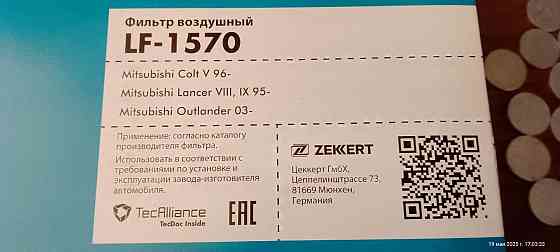 Фильтр воздушный
LF-1570
Mitsubishi Colt V 96-
Mitsubishi Lancer VIII, IX 95-
Mitsubishi Outlander 03-
Применение: согласно каталогу
производителя фильтра.
Использовать в соответствии с
требованиями по установке и
эксплуатации завода-изготовителя
автомобиля.
TecAlliance
TecDoc Inside
EAC
ZEKKERT
Цеккерт ГмбХ,
Цеппелинштрассе 73,
81669 Мюнхен,
Германия
19 мая 2025 г. 17:03:33